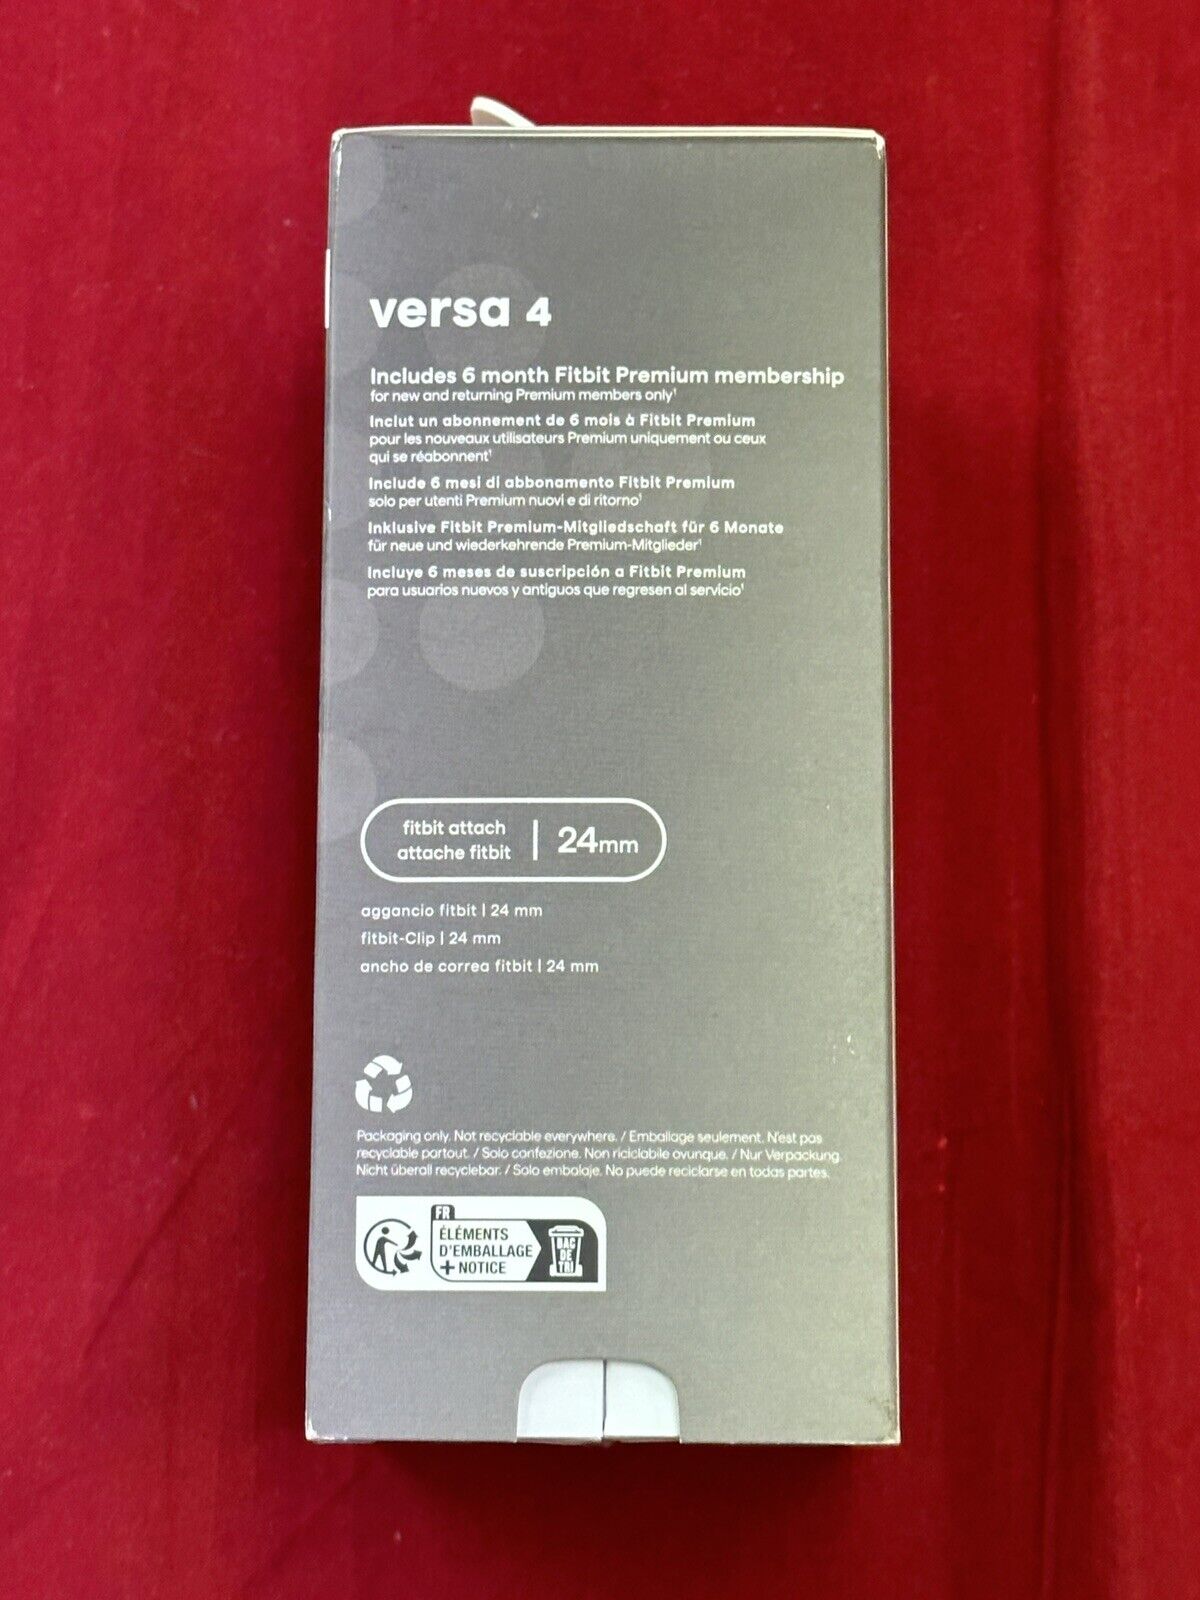 versa 4
Includes 6 month Fitbit Premium membership
for new and returning Premium members only¹
Inclut un abonnement de 6 mois à Fitbit Premium
pour les nouveaux utilisateurs Premium uniquement ou ceux
qui se réabonnent¹
Include 6 mesi di abbonamento Fitbit Premium
solo per utenti Premium nuovi e di ritorno¹
Inklusive Fitbit Premium-Mitgliedschaft für 6 Monate
für neue und wiederkehrende Premium-Mitglieder¹
Incluye 6 meses de suscripción a Fitbit Premium
para usuarios nuevos y antiguos que regresen al servicio¹
fitbit attach
attache fitbit
24mm
aggancio fitbit | 24 mm
fitbit-Clip | 24 mm
ancho de correa fitbit | 24 mm
Packaging only. Not recyclable everywhere. / Emballage seulement. N'est pas
recyclable partout. / Solo confezione. Non riciclabile ovunque. / Nur Verpackung.
Nicht überall recyclebar. / Solo embalaje. No puede reciclarse en todas partes.
FR
ÉLÉMENTS
D'EMBALLAGE
+ NOTICE
BAC
DE
TRI